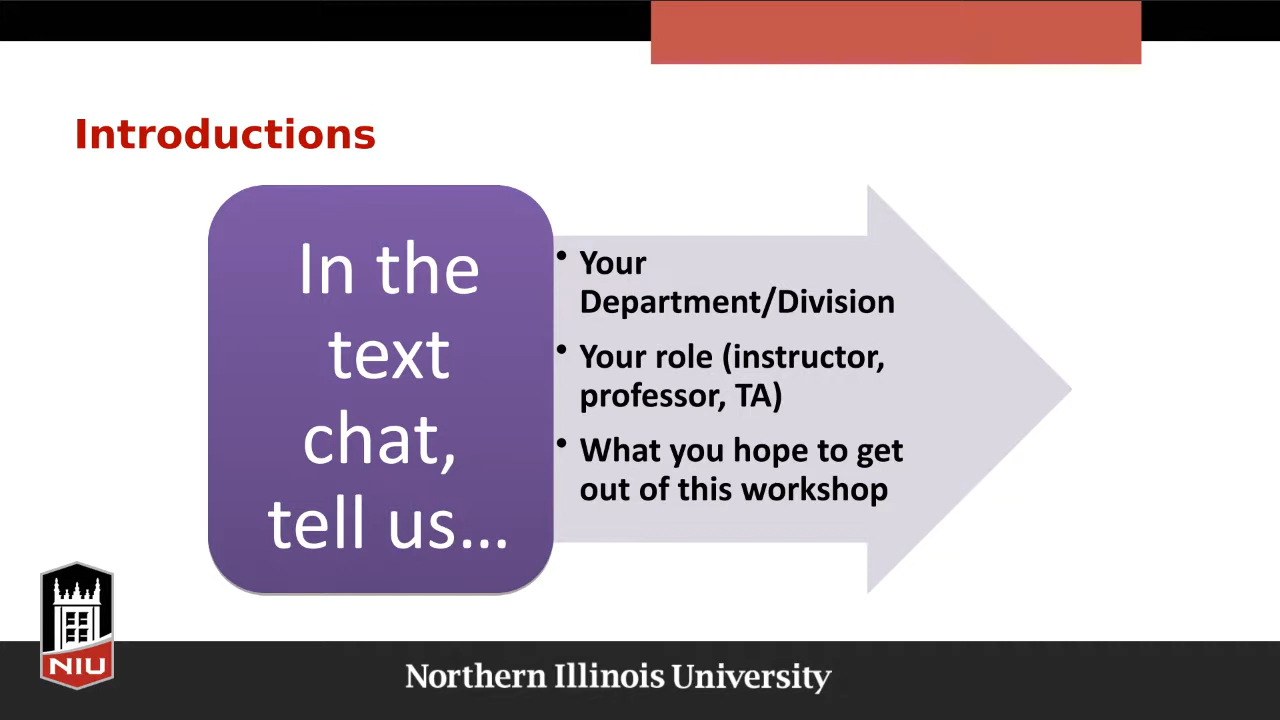 Introductions
In the
text
chat,
tell us...
• Your
Department/Division
• Your role (instructor,
professor, TA)
• What you hope to get
out of this workshop
NIU
Northern Illinois University